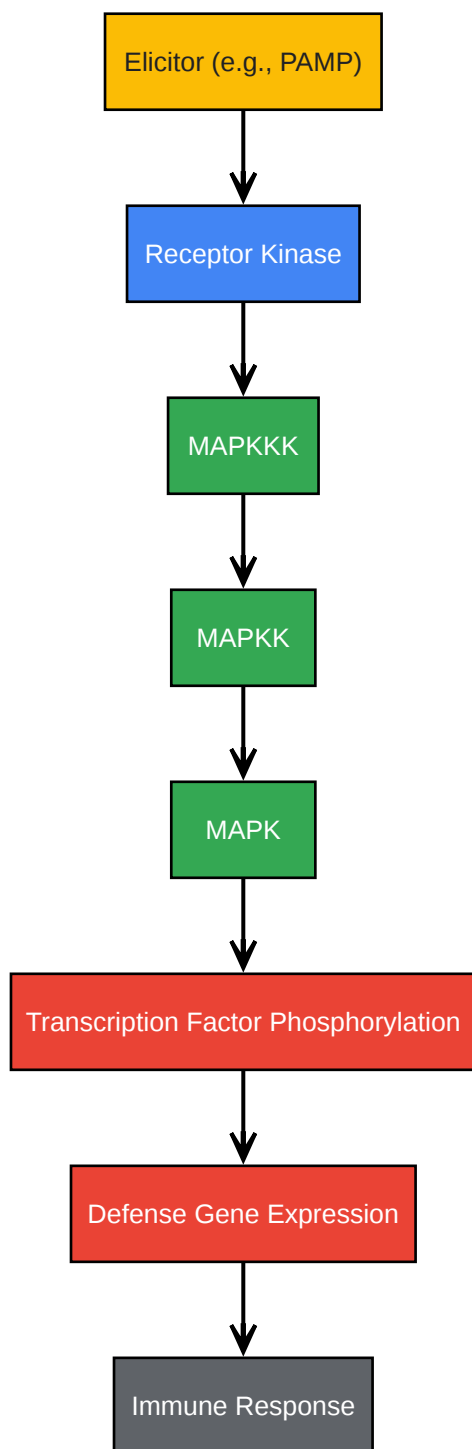 Elicitor (e.g., PAMP)
Receptor Kinase
MAPKKK
MAPKK
MAPK
Transcription Factor Phosphorylation
Defense Gene Expression
Immune Response